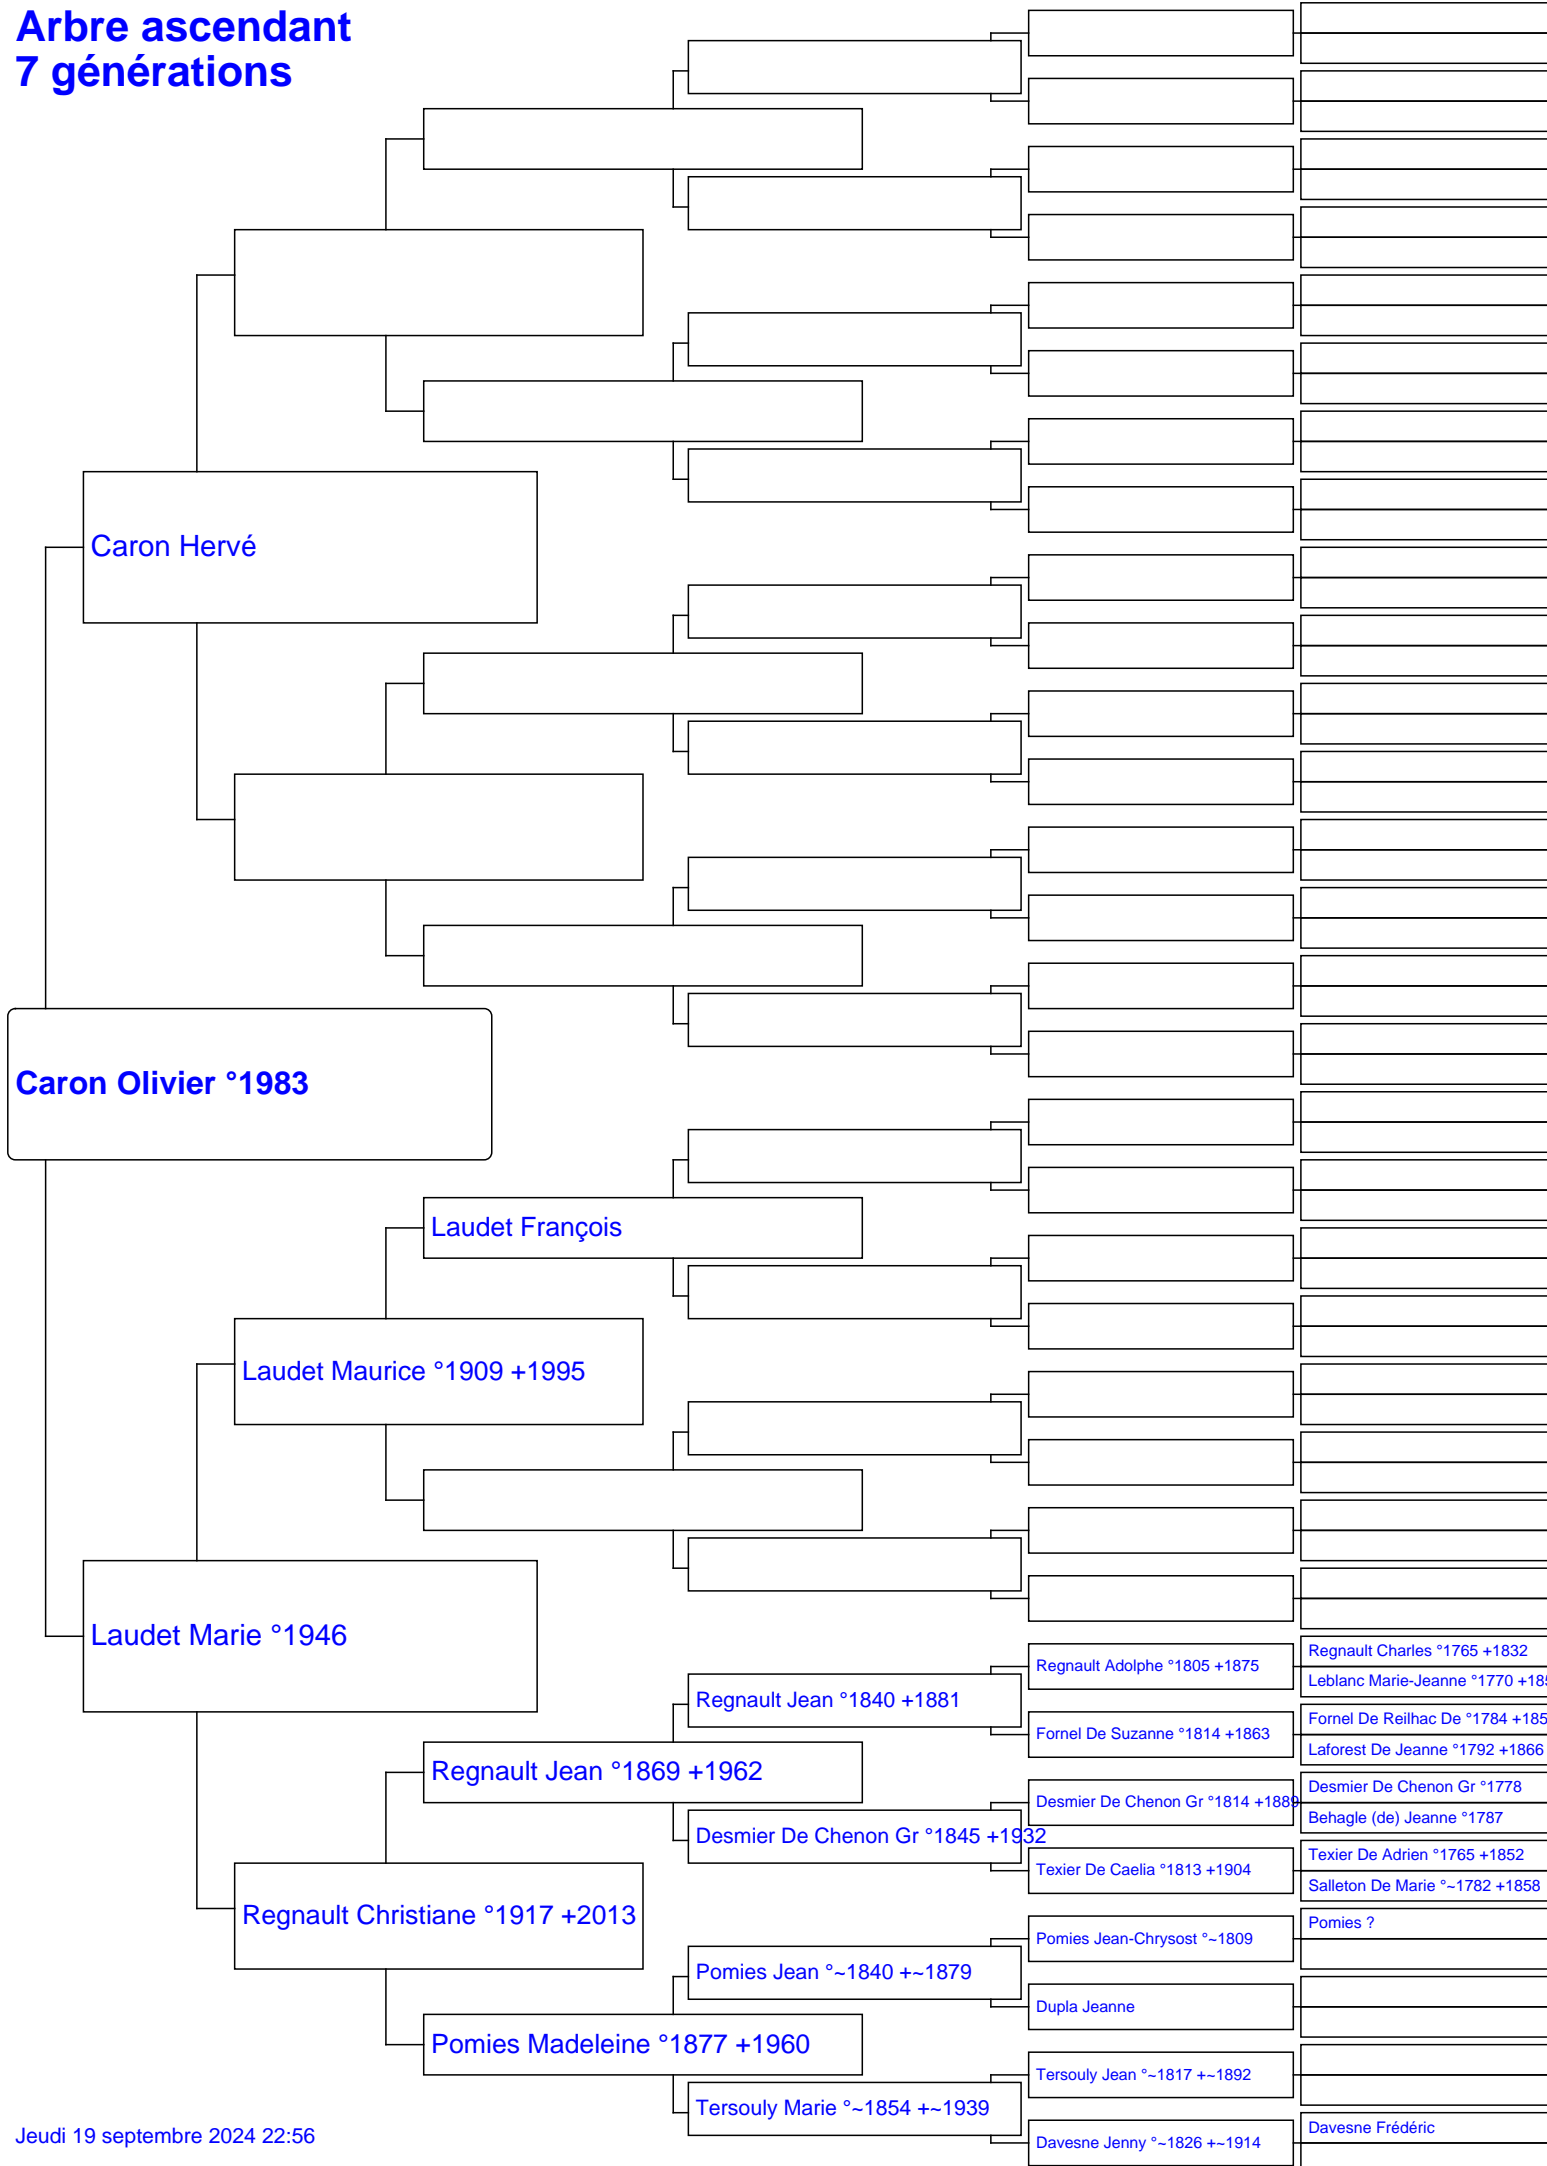 Arbre ascendant
7 générations
Caron Hervé
Caron Olivier °1983
Laudet François
Laudet Maurice °1909 +1995
Laudet Marie °1946
Regnault Charles °1765 +1832
Regnault Adolphe °1805 +1875
Leblanc Marie-Jeanne °1770 +185
Regnault Jean °1840 +1881
Fornel De Reilhac De °1784 +185
Fornel De Suzanne °1814 +1863
Laforest De Jeanne °1792 +1866
Regnault Jean °1869 +1962
Desmier De Chenon Gr °1778
Desmier De Chenon Gr °1814 +1889
Behagle (de) Jeanne °1787
Desmier De Chenon Gr °1845 +1932
Texier De Adrien °1765 +1852
Texier De Caelia °1813 +1904
Salleton De Marie °~1782 +1858
Regnault Christiane °1917 +2013
Pomies ?
Pomies Jean-Chrysost °~1809
Pomies Jean °~1840 +~1879
Dupla Jeanne
Pomies Madeleine °1877 +1960
Tersouly Jean °~1817 +~1892
Tersouly Marie °~1854 +~1939
Davesne Frédéric
Davesne Jenny °~1826 +~1914
Jeudi 19 septembre 2024 22:56